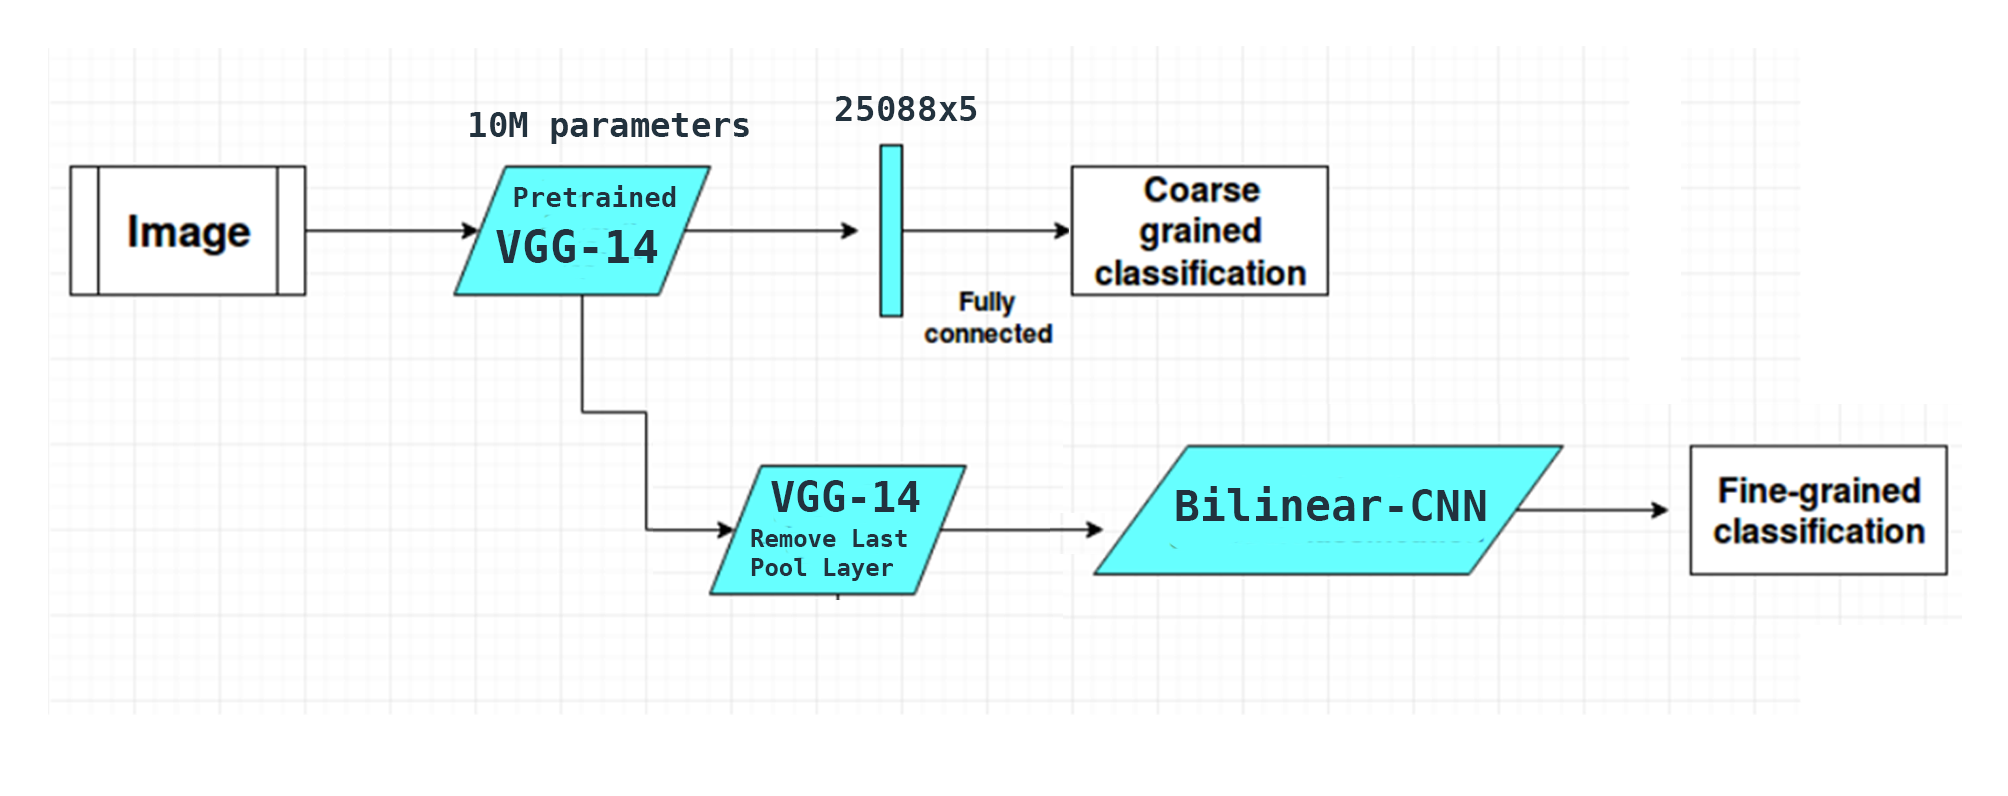 10M parameters
25088x5
Image
Pretrained
VGG-14
Coarse
grained
classification
Fully
connected
VGG-14
Remove Last
Pool Layer
Bilinear-CNN
Fine-grained
classification